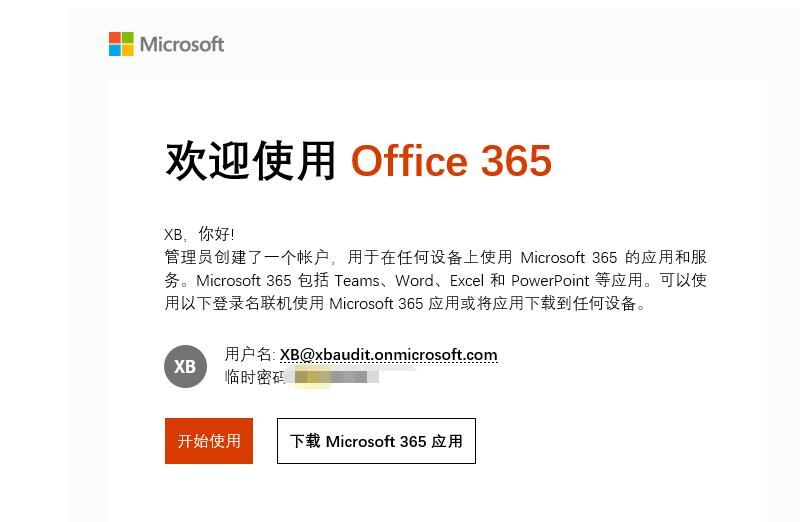 Microsoft
欢迎使用 Office 365
XB，你好!
管理员创建了一个帐户，用于在任何设备上使用 Microsoft 365 的应用和服
务。Microsoft 365 包括 Teams、Word、Excel 和 PowerPoint 等应用。可以使
用以下登录名联机使用 Microsoft 365 应用或将应用下载到任何设备。
XB
用户名: XB@xbaudit.onmicrosoft.com
临时密码
开始使用
下载 Microsoft 365 应用